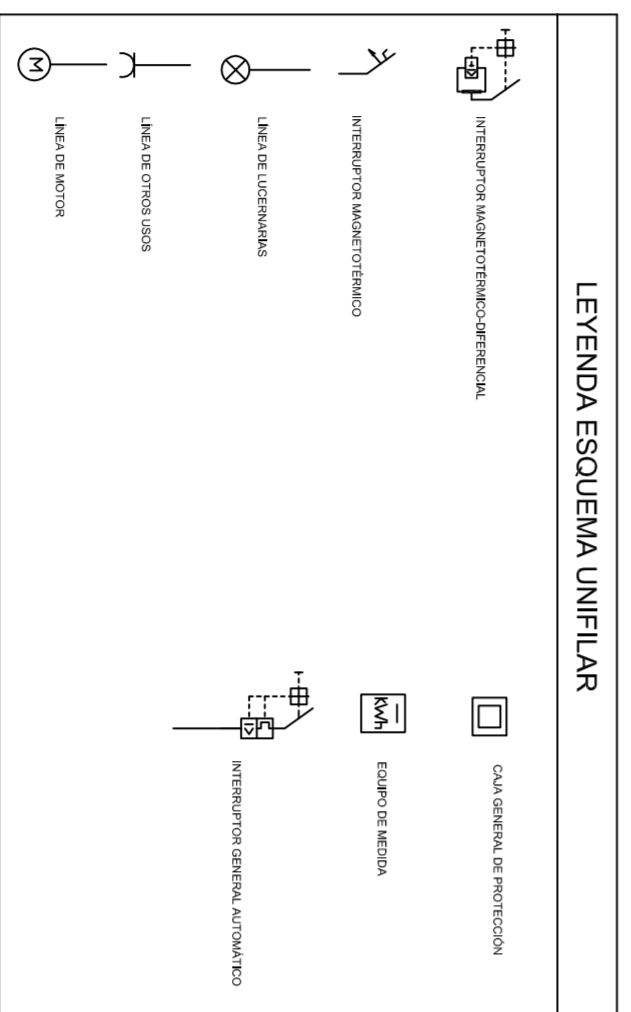 LEYENDA ESQUEMA UNIFILAR
INTERRUPTOR MAGNETOTÉRMICO-DIFERENCIAL
INTERRUPTOR MAGNETOTÉRMICO
LÍNEA DE LUCERNARIAS
LÍNEA DE OTROS USOS
M
LÍNEA DE MOTOR
CAJA GENERAL DE PROTECCIÓN
KWh
EQUIPO DE MEDIDA
I>
INTERRUPTOR GENERAL AUTOMÁTICO